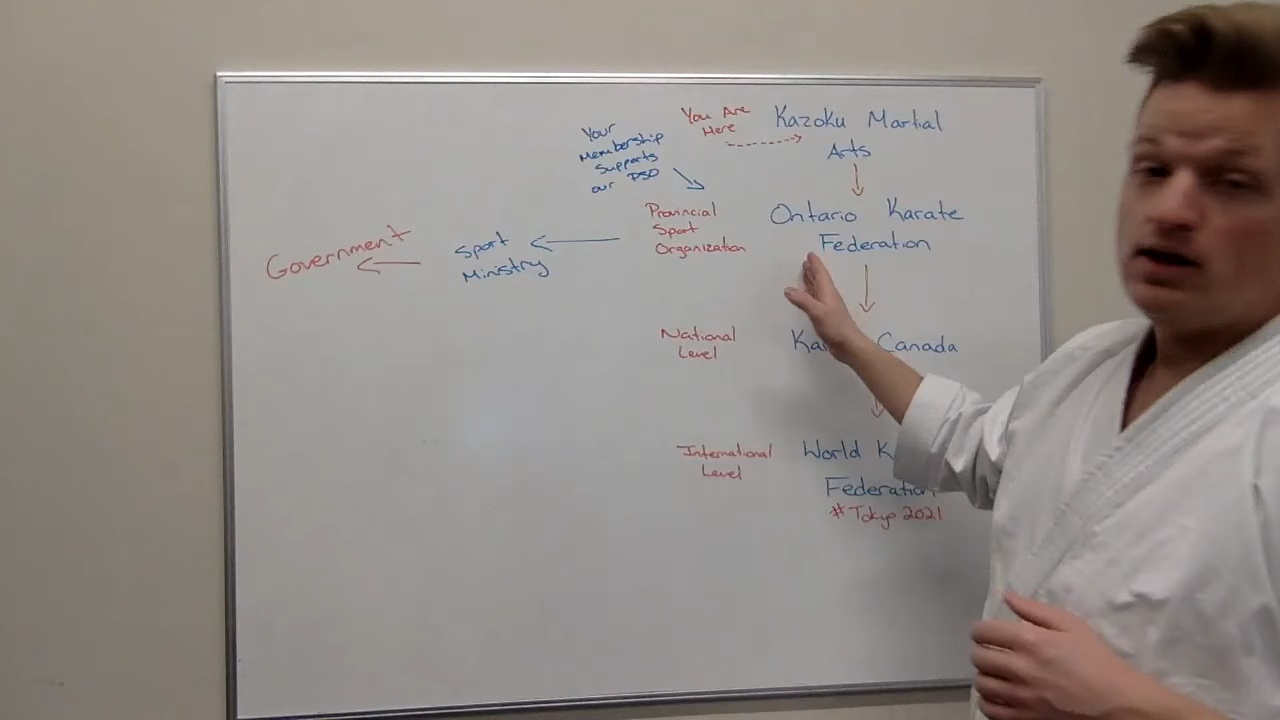 You Are
Here
Kazoku Martial
Arts
Your
Membership
Supports
our PSO
Provincial
Sport
Organization
Ontario Karate
Federation
Sport
Ministry
Government
National
Level
Ka Canada
International
Level
World K
Federation
#Tokyo 2021